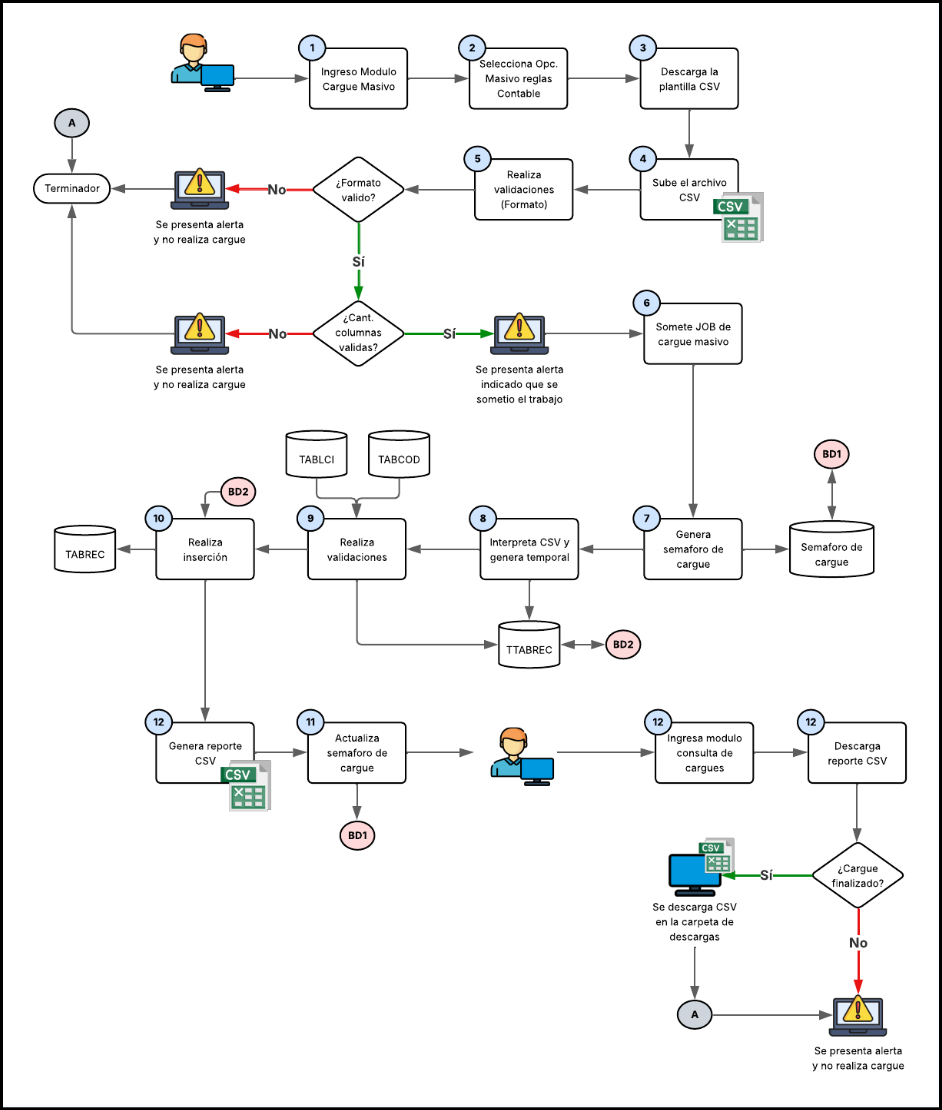 1
Ingreso Modulo
Cargue Masivo
2
Selecciona Opc.
Masivo reglas
Contable
3
Descarga la
plantilla CSV
A
Terminador
Se presenta alerta
y no realiza cargue
No
¿Formato
valido?
5
Realiza
validaciones
(Formato)
4
Sube el archivo
CSV
CSV
Sí
Se presenta alerta
y no realiza cargue
No
¿Cant.
columnas
validas?
Sí
Se presenta alerta
indicado que se
sometio el trabajo
6
Somete JOB de
cargue masivo
TABLCI
TABCOD
BD1
BD2
TABREC
10
Realiza
inserción
9
Realiza
validaciones
8
Interpreta CSV y
genera temporal
7
Genera
semaforo de
cargue
Semaforo de
cargue
TTABREC
BD2
12
Genera reporte
CSV
CSV
11
Actualiza
semaforo de
cargue
BD1
12
Ingresa modulo
consulta de
cargues
12
Descarga
reporte CSV
CSV
Sí
¿Cargue
finalizado?
Se descarga CSV
en la carpeta de
descargas
No
A
Se presenta alerta
y no realiza cargue